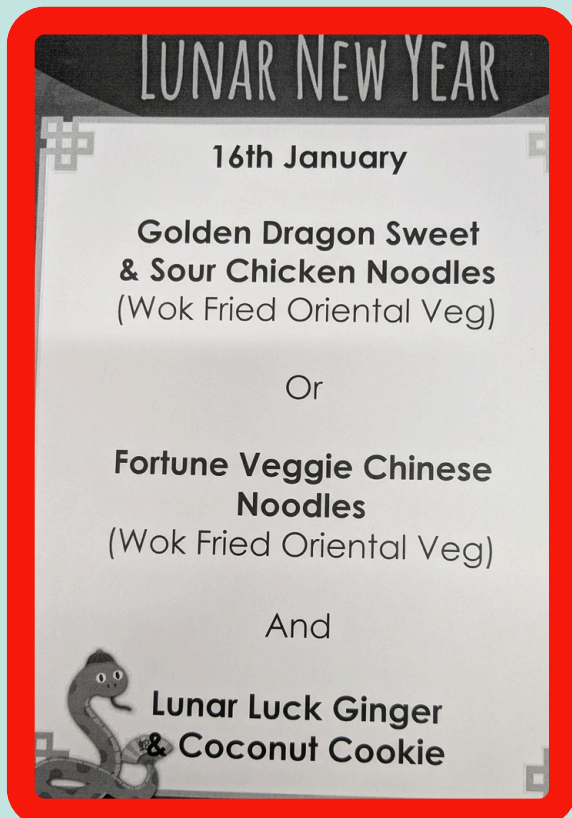 LUNAR NEW YEAR
16th January
Golden Dragon Sweet
& Sour Chicken Noodles
(Wok Fried Oriental Veg)
Or
Fortune Veggie Chinese
Noodles
(Wok Fried Oriental Veg)
And
Lunar Luck Ginger
& Coconut Cookie